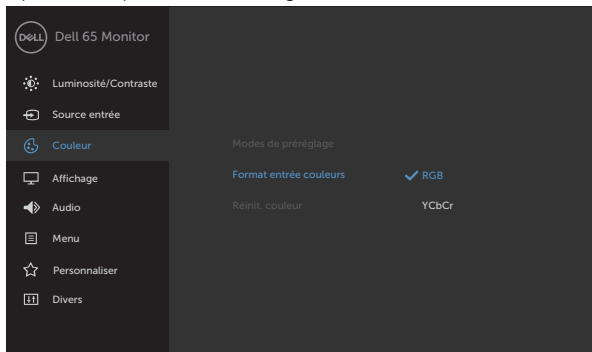 DELL Dell 65 Monitor
Luminosité/Contraste
Source entrée
Couleur
Modes de préréglage
Format entrée couleurs RGB
Affichage
Réinit. couleur YCbCr
Audio
Menu
Personnaliser
Divers